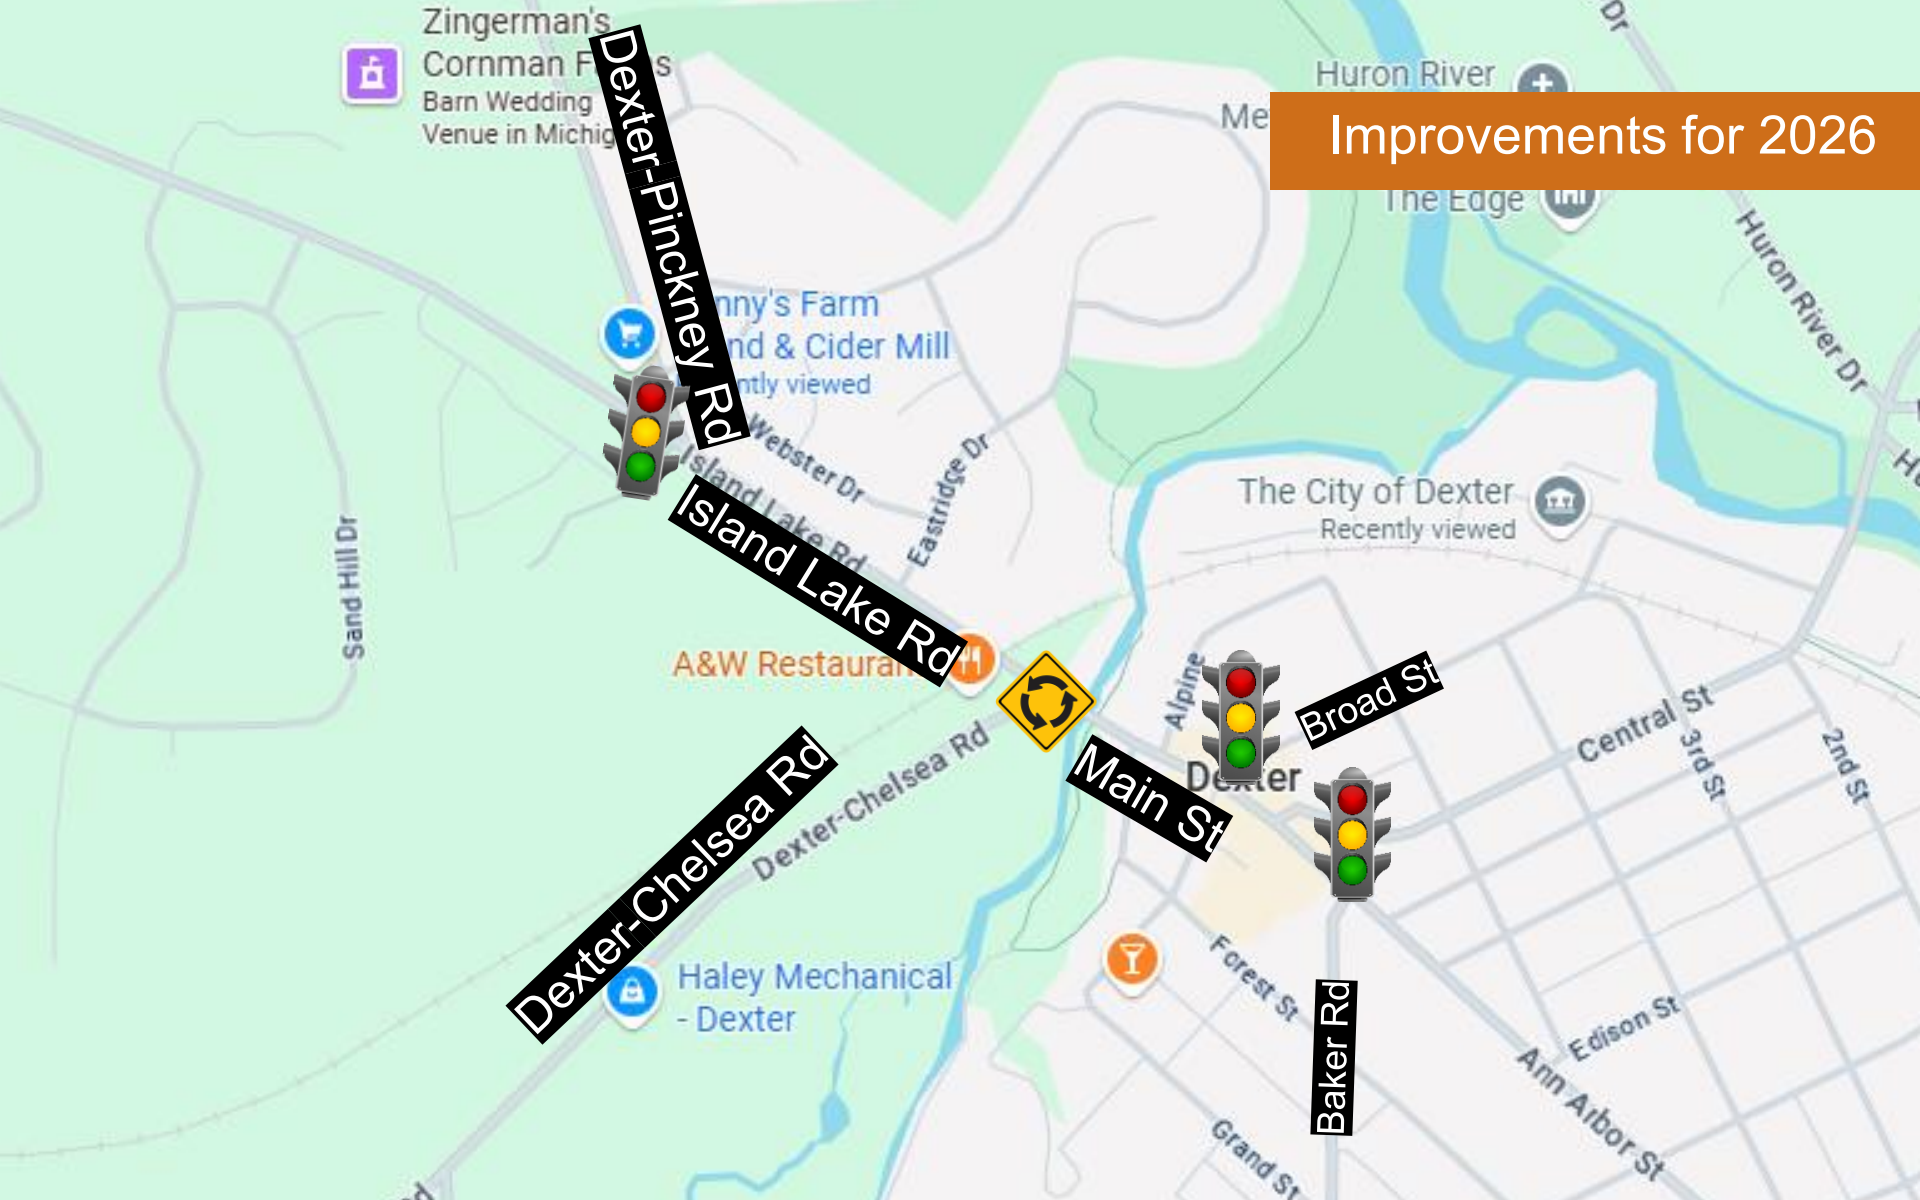 Zingerman's
Cornman F
s
Barn Wedding
Venue in Michig
Dexter-Pinckney Rd
Dr
Huron River
Me
Improvements for 2026
The Edge
Huron River Dr
nny's Farm
nd & Cider Mill
ntly viewed
Webster Dr
Island Lake Rd
Eastridge Dr
Island Lake Rd
The City of Dexter
Recently viewed
Sand Hill Dr
A&W Restauran
Alpine
Broad St
Central St
3rd St
2nd St
Dexter-Chelsea Rd
Dexter-Chelsea Rd
Main St
Dexter
Haley Mechanical
- Dexter
Forest St
Baker Rd
Edison St
Ann Arbor St
Grand St